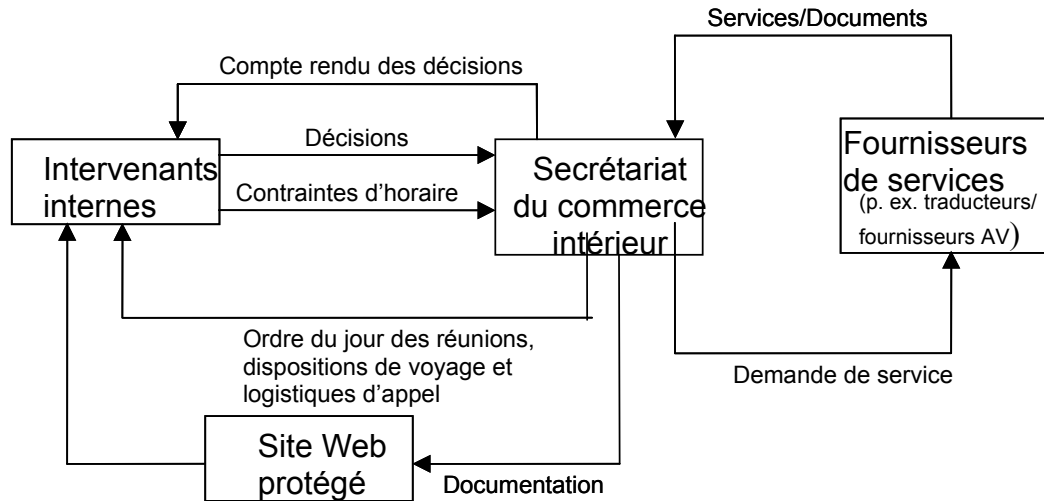 Services/Documents
Compte rendu des décisions
Décisions
Intervenants
internes
Contraintes d’horaire
Secrétariat
du commerce
intérieur
Fournisseurs
de services
(p. ex. traducteurs/
fournisseurs AV)
Ordre du jour des réunions,
dispositions de voyage et
logistiques d’appel
Demande de service
Site Web
protégé
Documentation